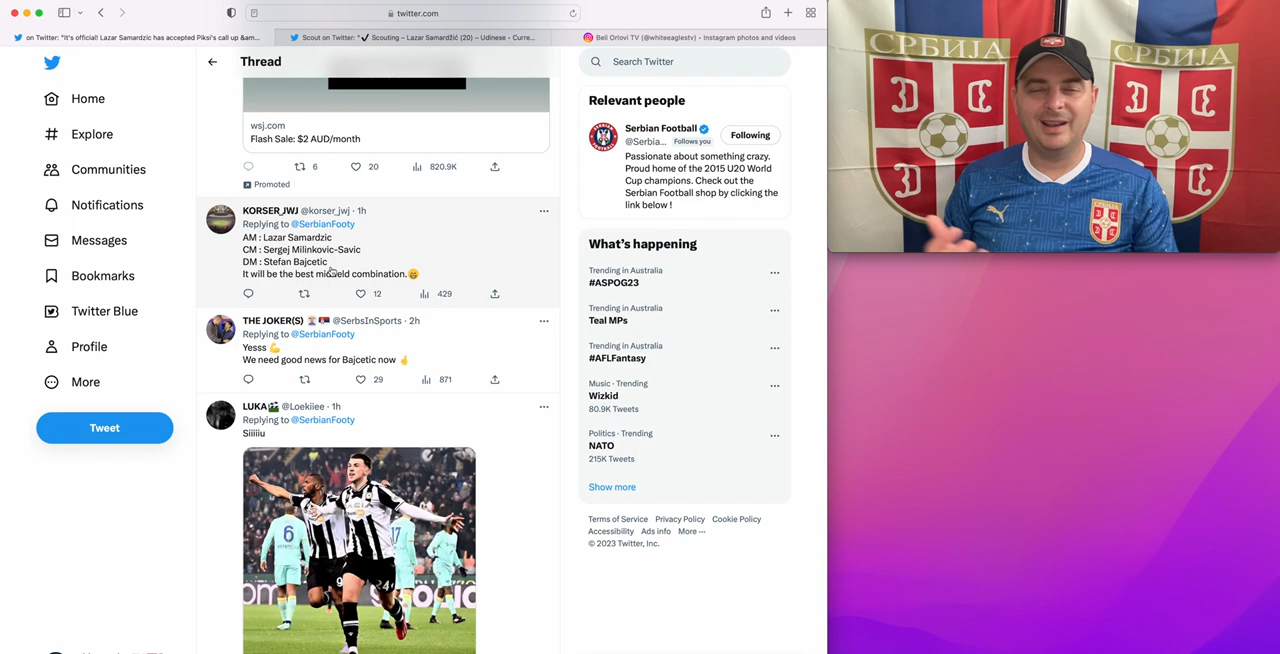 twitter.com
on Twitter: "It's official! Lazar Samardzic has accepted Piksi's call up &am...
Scout on Twitter: "✔ Scouting – Lazar Samardžić (20) – Udinese - Curre...
Beli Orlovi TV (@whiteeaglestv) • Instagram photos and videos
Home
Explore
Communities
Notifications
Messages
Bookmarks
Twitter Blue
Profile
More
Tweet
Thread
wsj.com
Flash Sale: $2 AUD/month
6 20 820.9K
Promoted
KORSER_JWJ @korser_jwj · 1h
Replying to @SerbianFooty
AM : Lazar Samardzic
CM : Sergej Milinkovic-Savic
DM : Stefan Bajcetic
It will be the best midfield combination.😁
12 429
THE JOKER(S) 🃏🇷🇸 @SerbsInSports · 2h
Replying to @SerbianFooty
Yesss 💪
We need good news for Bajcetic now 🤞
29 871
LUKA @Loekiiee · 1h
Replying to @SerbianFooty
Siiiiiu
6
17
9
24
Search Twitter
Relevant people
Serbian Football
@Serbia... Follows you
Following
Passionate about something crazy.
Proud home of the 2015 U20 World
Cup champions. Check out the
Serbian Football shop by clicking the
link below !
What's happening
Trending in Australia
#ASPOG23
Trending in Australia
Teal MPs
Trending in Australia
#AFLFantasy
Music · Trending
Wizkid
80.9K Tweets
Politics · Trending
NATO
215K Tweets
Show more
Terms of Service Privacy Policy Cookie Policy
Accessibility Ads info More ···
© 2023 Twitter, Inc.
СРБИЈА
СРБИЈА